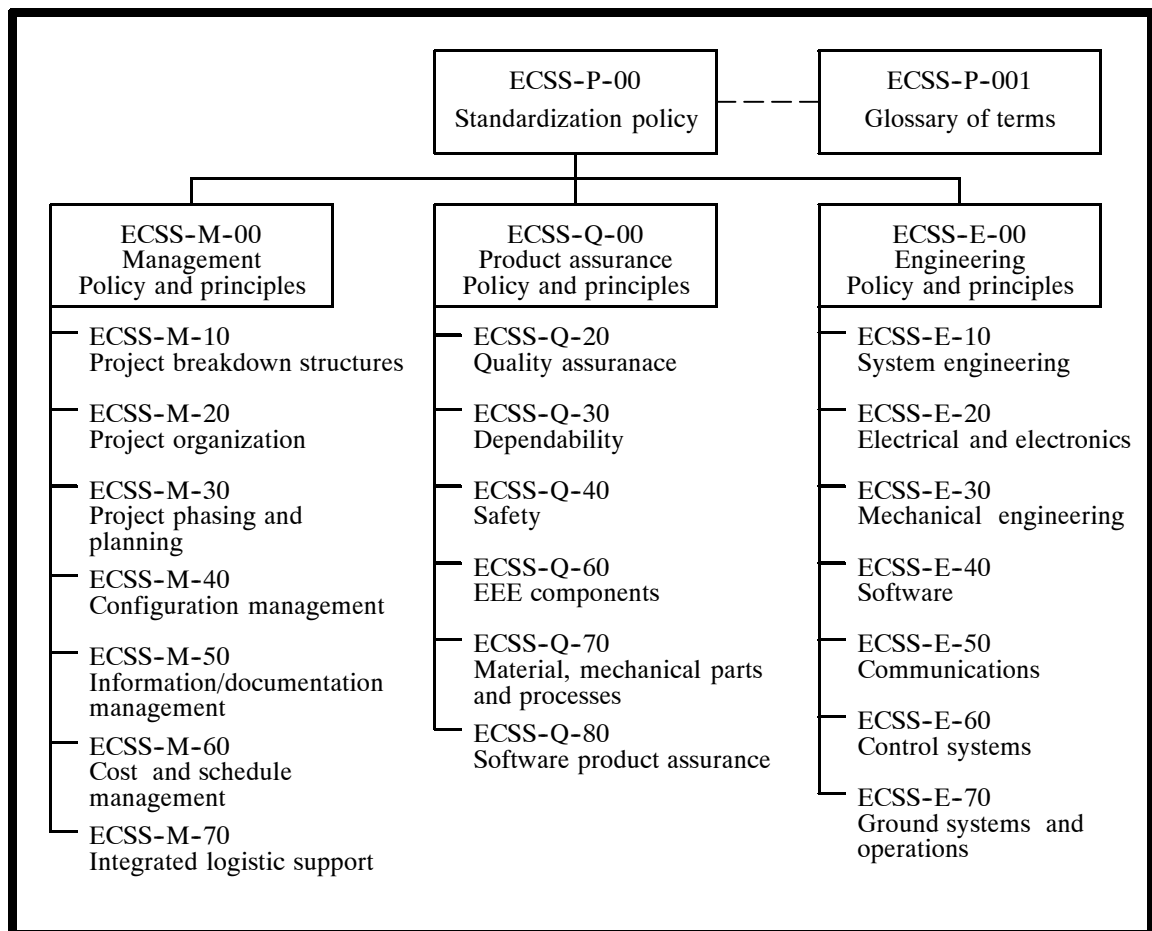 ECSS-P-00
Standardization policy
ECSS-P-001
Glossary of terms
ECSS-M-00
Management
Policy and principles
ECSS-M-10
Project breakdown structures
ECSS-M-20
Project organization
ECSS-M-30
Project phasing and
planning
ECSS-M-40
Configuration management
ECSS-M-50
Information/documentation
management
ECSS-M-60
Cost and schedule
management
ECSS-M-70
Integrated logistic support
ECSS-Q-00
Product assurance
Policy and principles
ECSS-Q-20
Quality assuranace
ECSS-Q-30
Dependability
ECSS-Q-40
Safety
ECSS-Q-60
EEE components
ECSS-Q-70
Material, mechanical parts
and processes
ECSS-Q-80
Software product assurance
ECSS-E-00
Engineering
Policy and principles
ECSS-E-10
System engineering
ECSS-E-20
Electrical and electronics
ECSS-E-30
Mechanical engineering
ECSS-E-40
Software
ECSS-E-50
Communications
ECSS-E-60
Control systems
ECSS-E-70
Ground systems and
operations